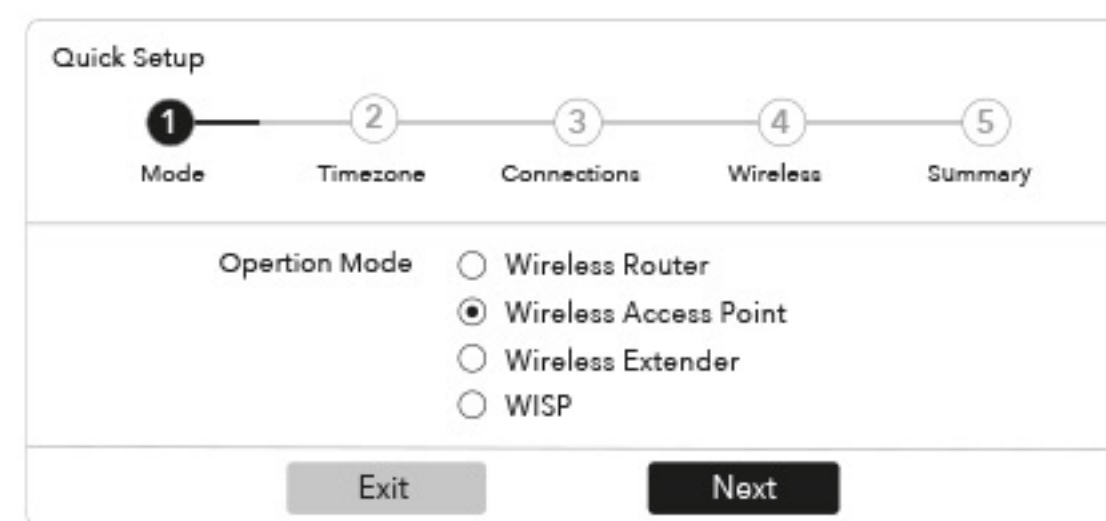 Quick Setup
1 2 3 4 5
Mode Timezone Connections Wireless Summary
Opertion Mode Wireless Router
Wireless Access Point
Wireless Extender
WISP
Exit Next